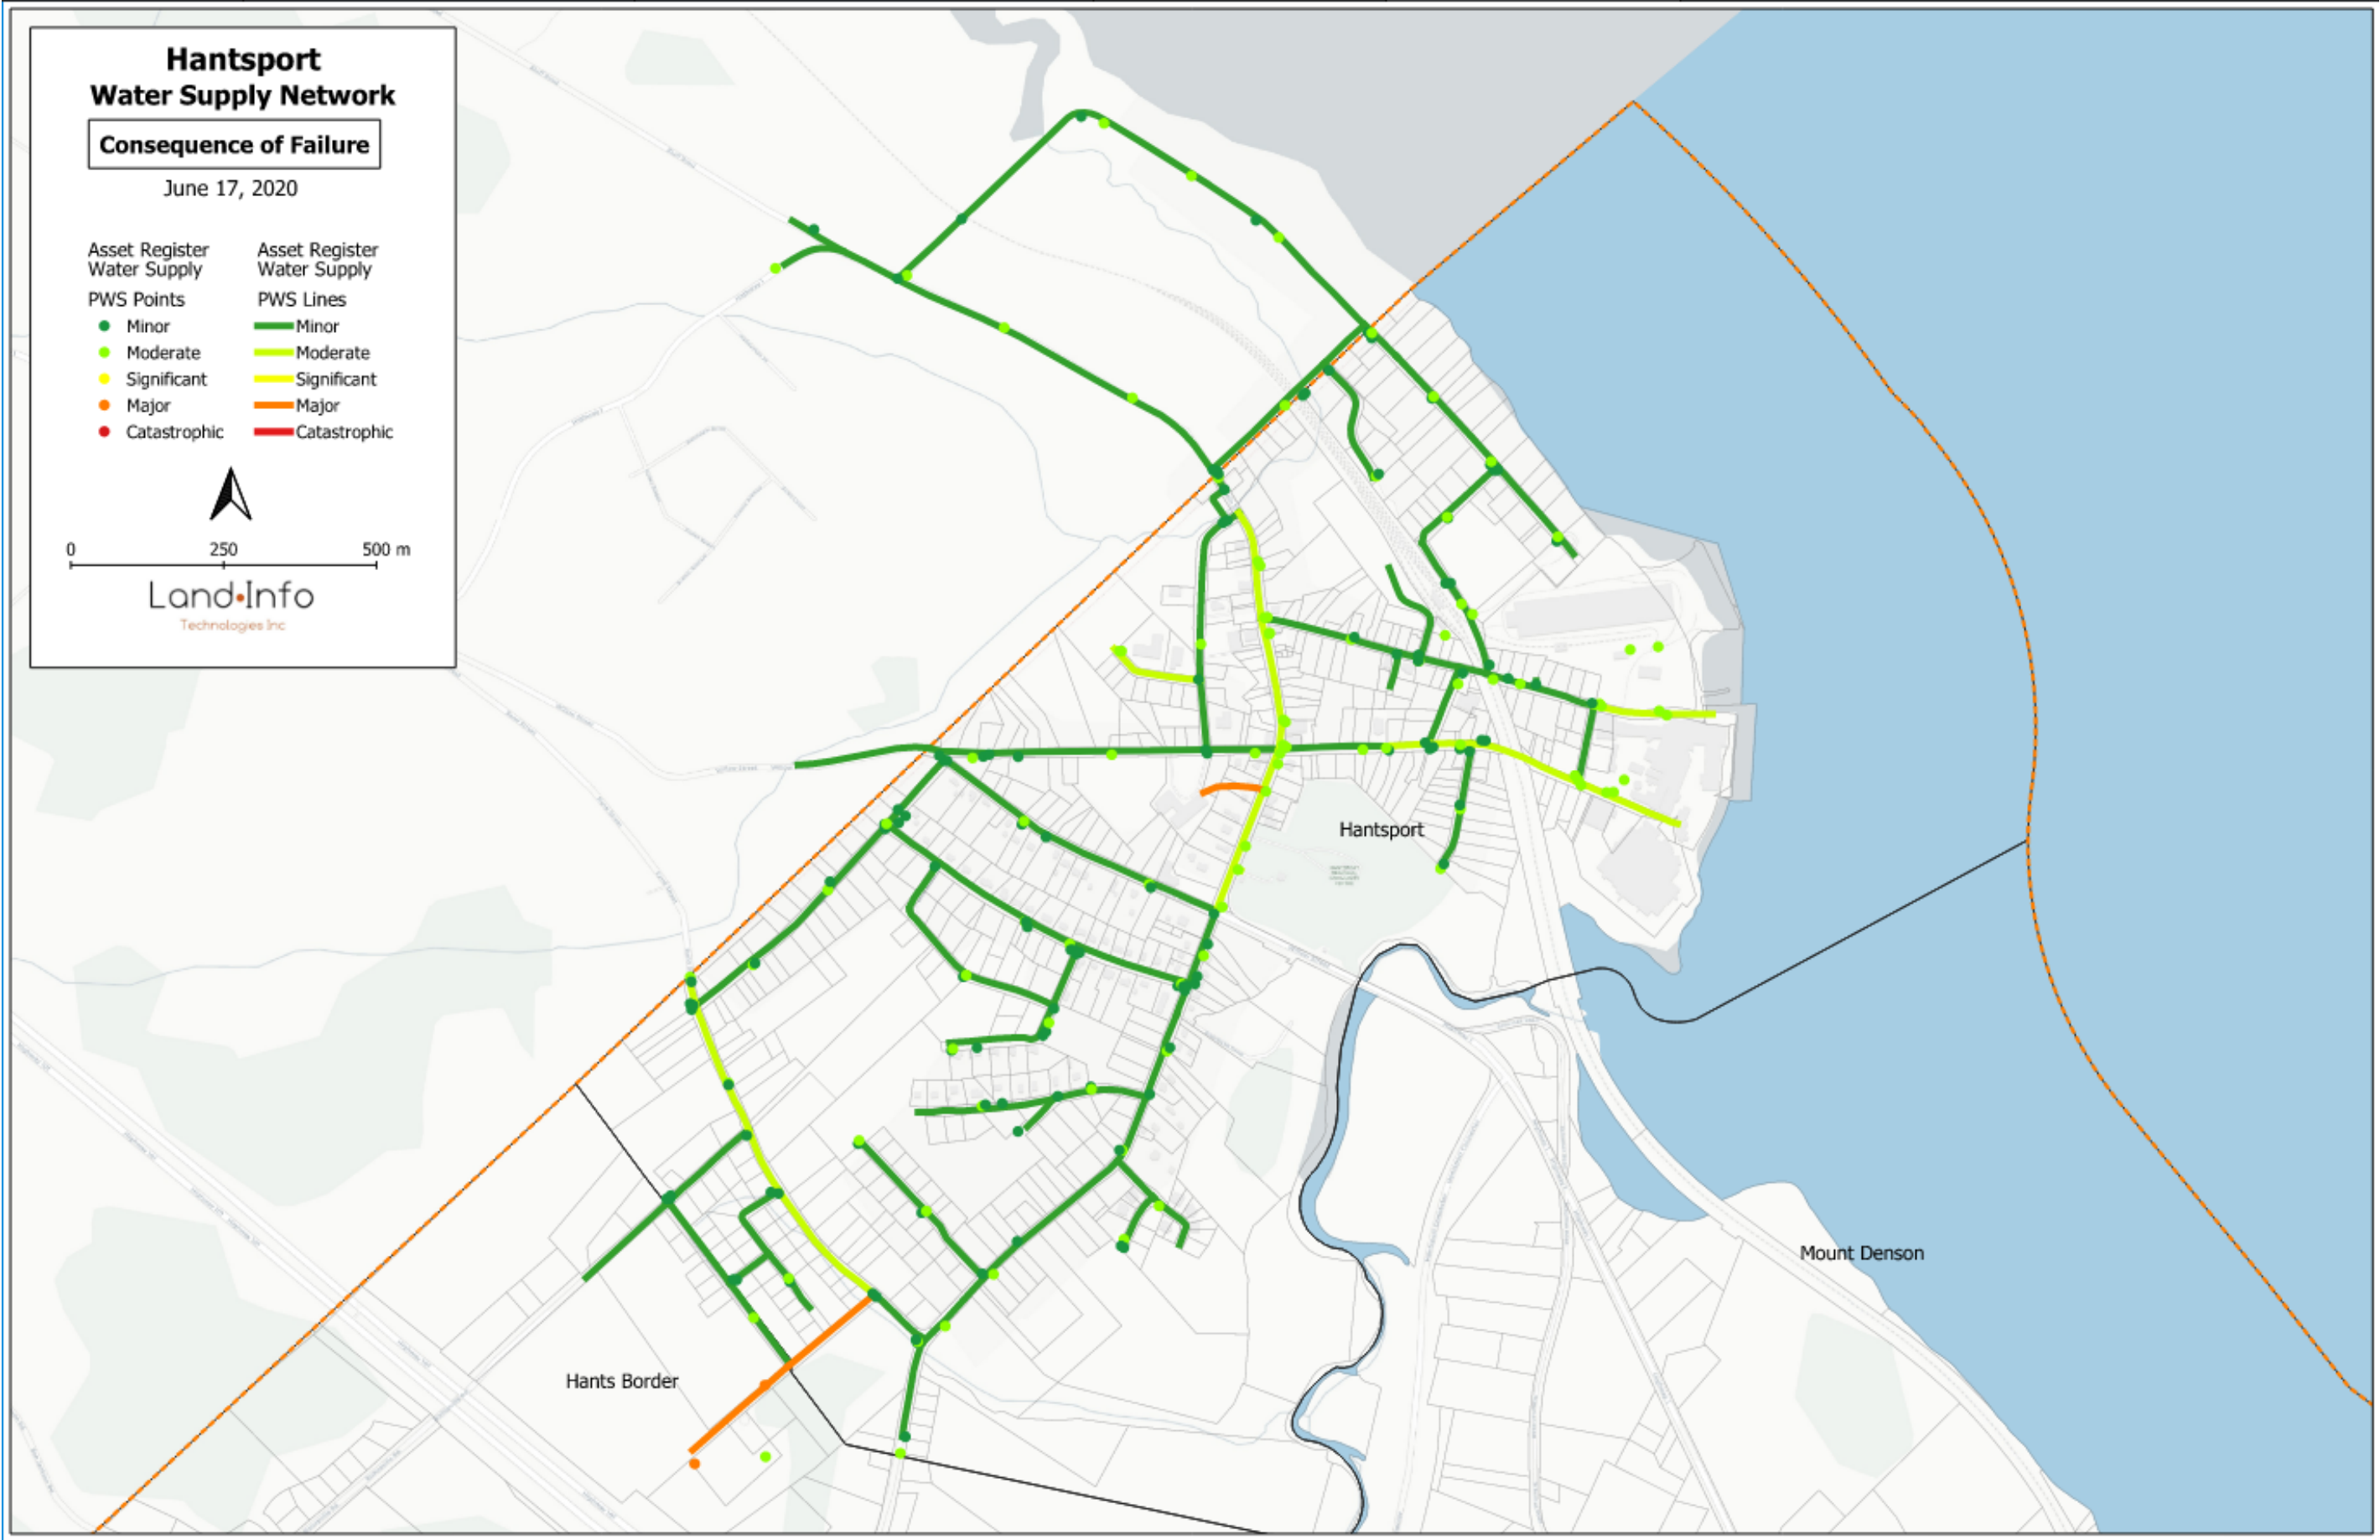 Hantsport
Water Supply Network
Consequence of Failure
June 17, 2020
Asset Register Asset Register
Water Supply Water Supply
PWS Points PWS Lines
Minor Minor
Moderate Moderate
Significant Significant
Major Major
Catastrophic Catastrophic
0 250 500 m
Land•Info
Technologies Inc
Hantsport
Mount Denson
Hants Border